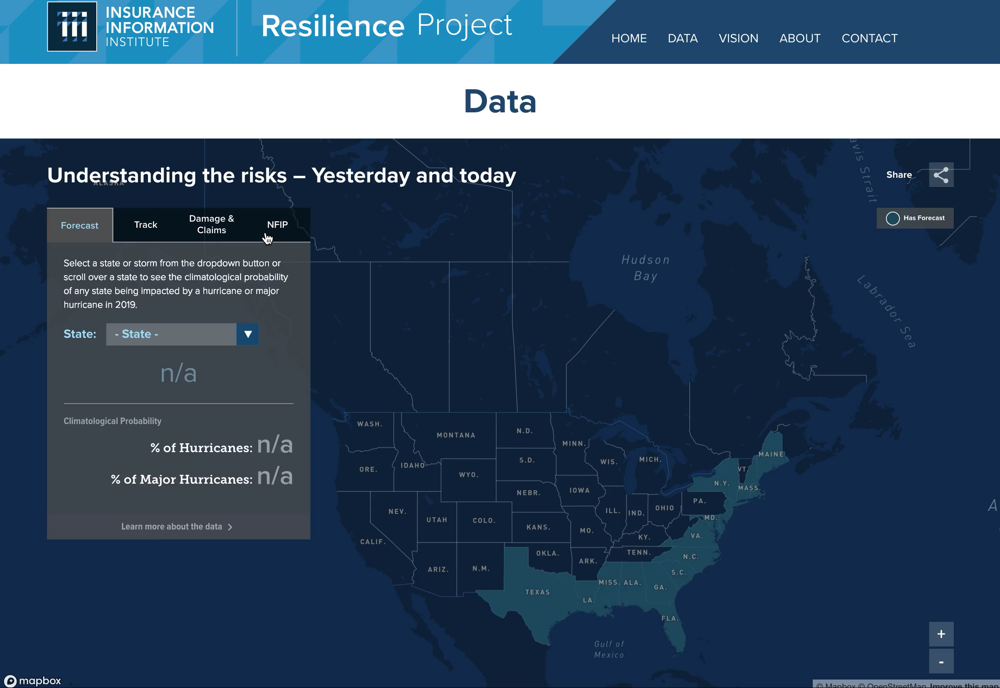 INSURANCE
INFORMATION
INSTITUTE
Resilience Project
HOME DATA VISION ABOUT CONTACT
Data
Understanding the risks – Yesterday and today
ALASKA
Share
Has Forecast
Forecast
Track
Damage &
Claims
NFIP
Select a state or storm from the dropdown button or
scroll over a state to see the climatological probability
of any state being impacted by a hurricane or major
hurricane in 2019.
State: - State -
n/a
Climatological Probability
% of Hurricanes: n/a
% of Major Hurricanes: n/a
Learn more about the data
avis Strait
Hudson
Bay
Labrador Sea
WASH.
MONTANA
N.D.
MINN.
ORE.
IDAHO
WYO.
S.D.
WIS.
MICH.
MAINE
VT.
N.Y.
MASS.
NEBR.
IOWA
PA.
NEV.
UTAH
COLO.
ILL.
IND.
OHIO
MD.
KANS.
MO.
KY.
VA.
CALIF.
OKLA.
TENN.
N.C.
ARIZ.
N.M.
ARK.
S.C.
TEXAS
LA.
MISS.
ALA.
GA.
FLA.
Gulf of
Mexico
A
+
-
mapbox
© Mapbox © OpenStreetMap Improve this map